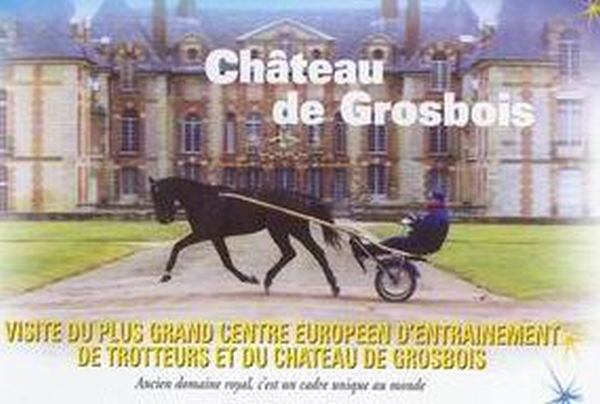 Château
de Grosbois
VISITE DU PLUS GRAND CENTRE EUROPEEN D'ENTRAINEMENT
DE TROTTEURS ET DU CHATEAU DE GROSBOIS
Ancien domaine royal, c'est un cadre unique au monde